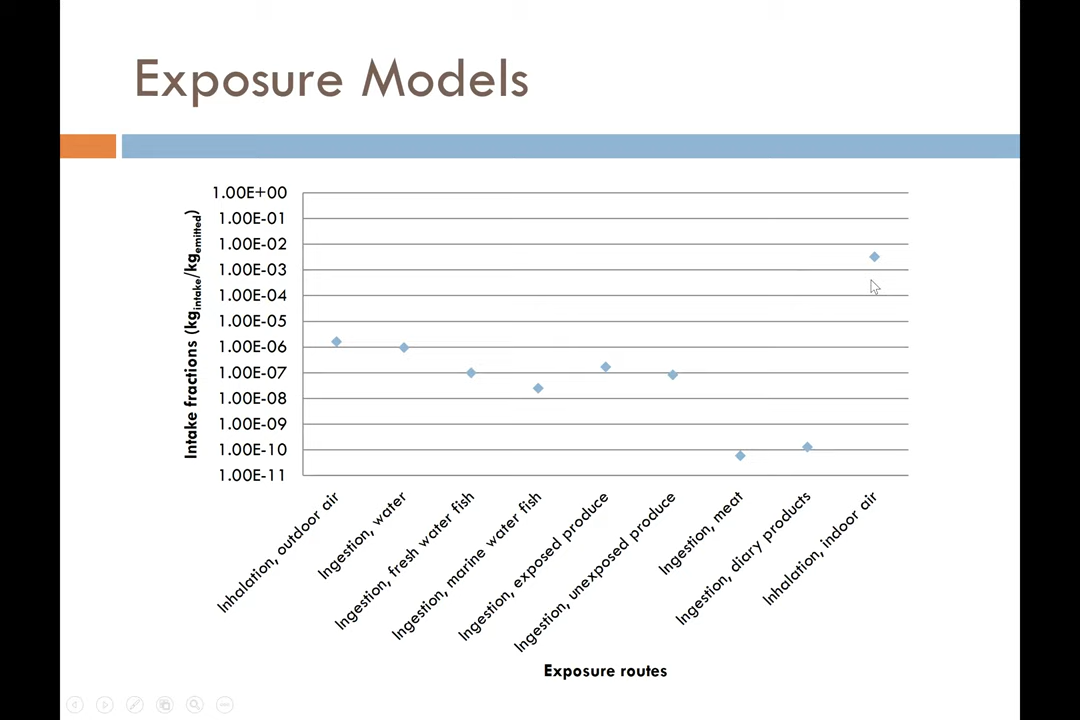 Exposure Models
1.00E+00
1.00E-01
1.00E-02
1.00E-03
1.00E-04
1.00E-05
1.00E-06
1.00E-07
1.00E-08
1.00E-09
1.00E-10
1.00E-11
Intake fractions (kgintake/kgemitted)
Inhalation, outdoor air
Ingestion, water
Ingestion, fresh water fish
Ingestion, marine water fish
Ingestion, exposed produce
Ingestion, unexposed produce
Ingestion, meat
Ingestion, diary products
Inhalation, indoor air
Exposure routes